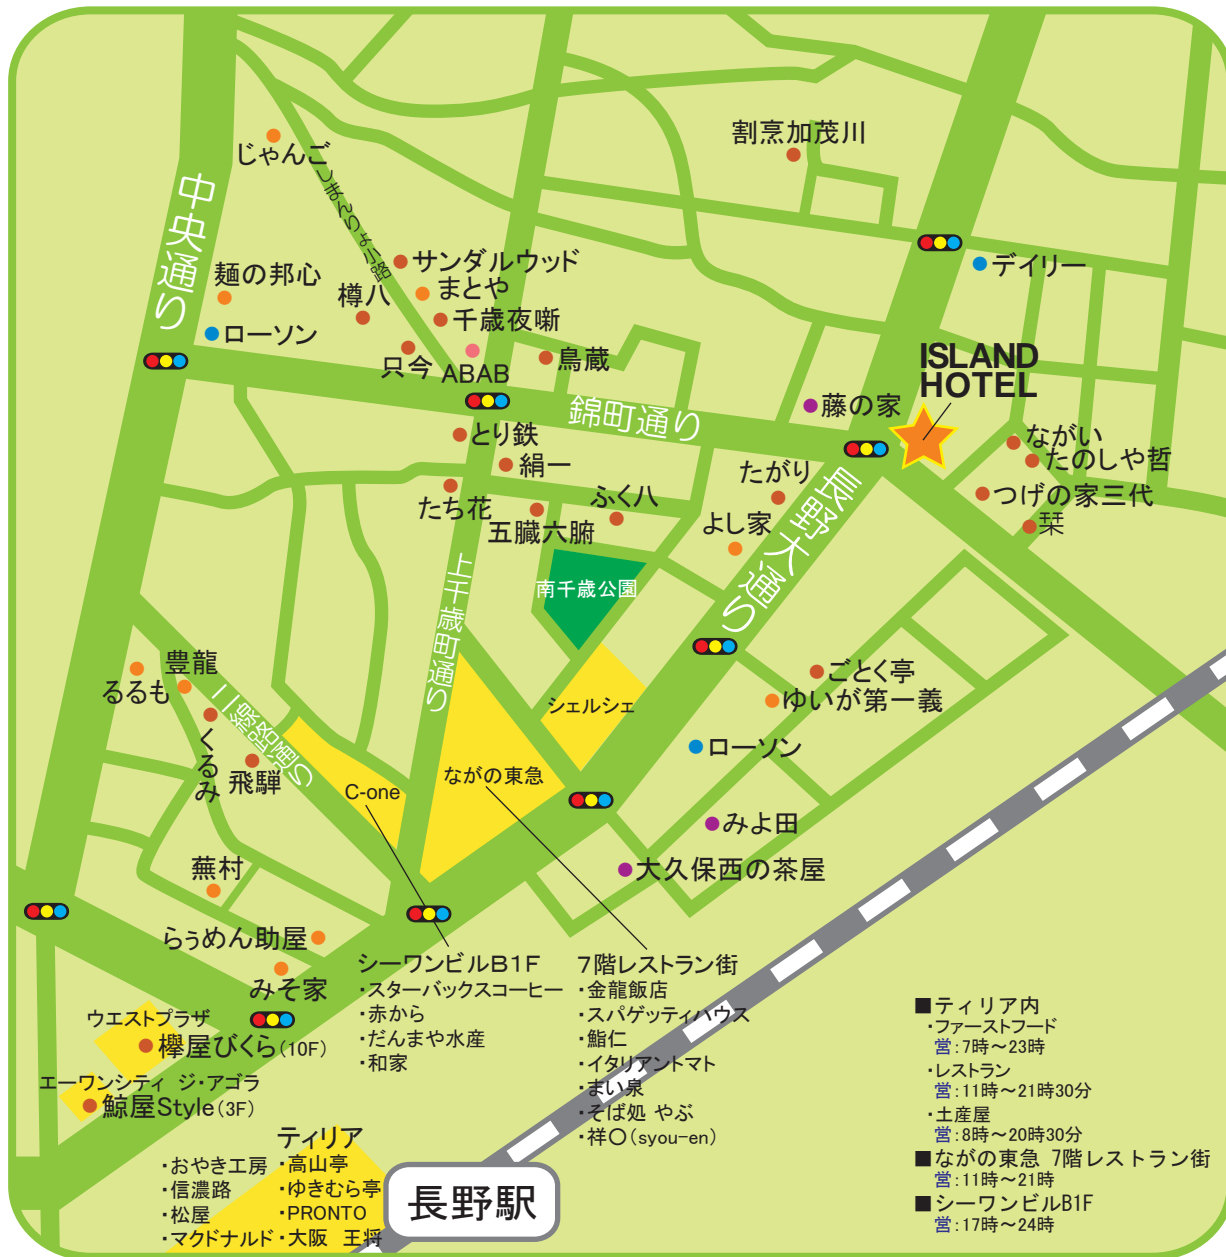 割烹加茂川
じゃんご
しまんりょ小路
中央通り
サンダルウッド
デイリー
麺の邦心
まとや
樽八
千歳夜噺
ローソン
ISLAND
HOTEL
鳥蔵
只今
ABAB
錦町通り
藤の家
とり鉄
ながい
たのしや哲
絹一
たがり
長野大通り
つげの家三代
たち花
ふく八
五臓六腑
栞
よし家
上千歳町通り
南千歳公園
豊龍
るるも
ごとく亭
二線路通り
シェルシェ
ゆいが第一義
くるみ
ローソン
飛騨
ながの東急
C-one
みよ田
蕪村
大久保西の茶屋
らぅめん助屋
みそ家
シーワンビルB1F
・スターバックスコーヒー
・赤から
・だんまや水産
・和家
7階レストラン街
・金龍飯店
・スパゲッティハウス
・鮨仁
・イタリアントマト
・まい泉
・そば処 やぶ
・祥〇(syou-en)
ウエストプラザ
欅屋びくら(10F)
エーワンシティ ジ・アゴラ
鯨屋Style(3F)
ティリア
・おやき工房
・信濃路
・松屋
・マクドナルド
・高山亭
・ゆきむら亭
・PRONTO
・大阪 王将
長野駅
■ティリア内
・ファーストフード
営:7時～23時
・レストラン
営:11時～21時30分
・土産屋
営:8時～20時30分
■ながの東急 7階レストラン街
営:11時～21時
■シーワンビルB1F
営:17時～24時